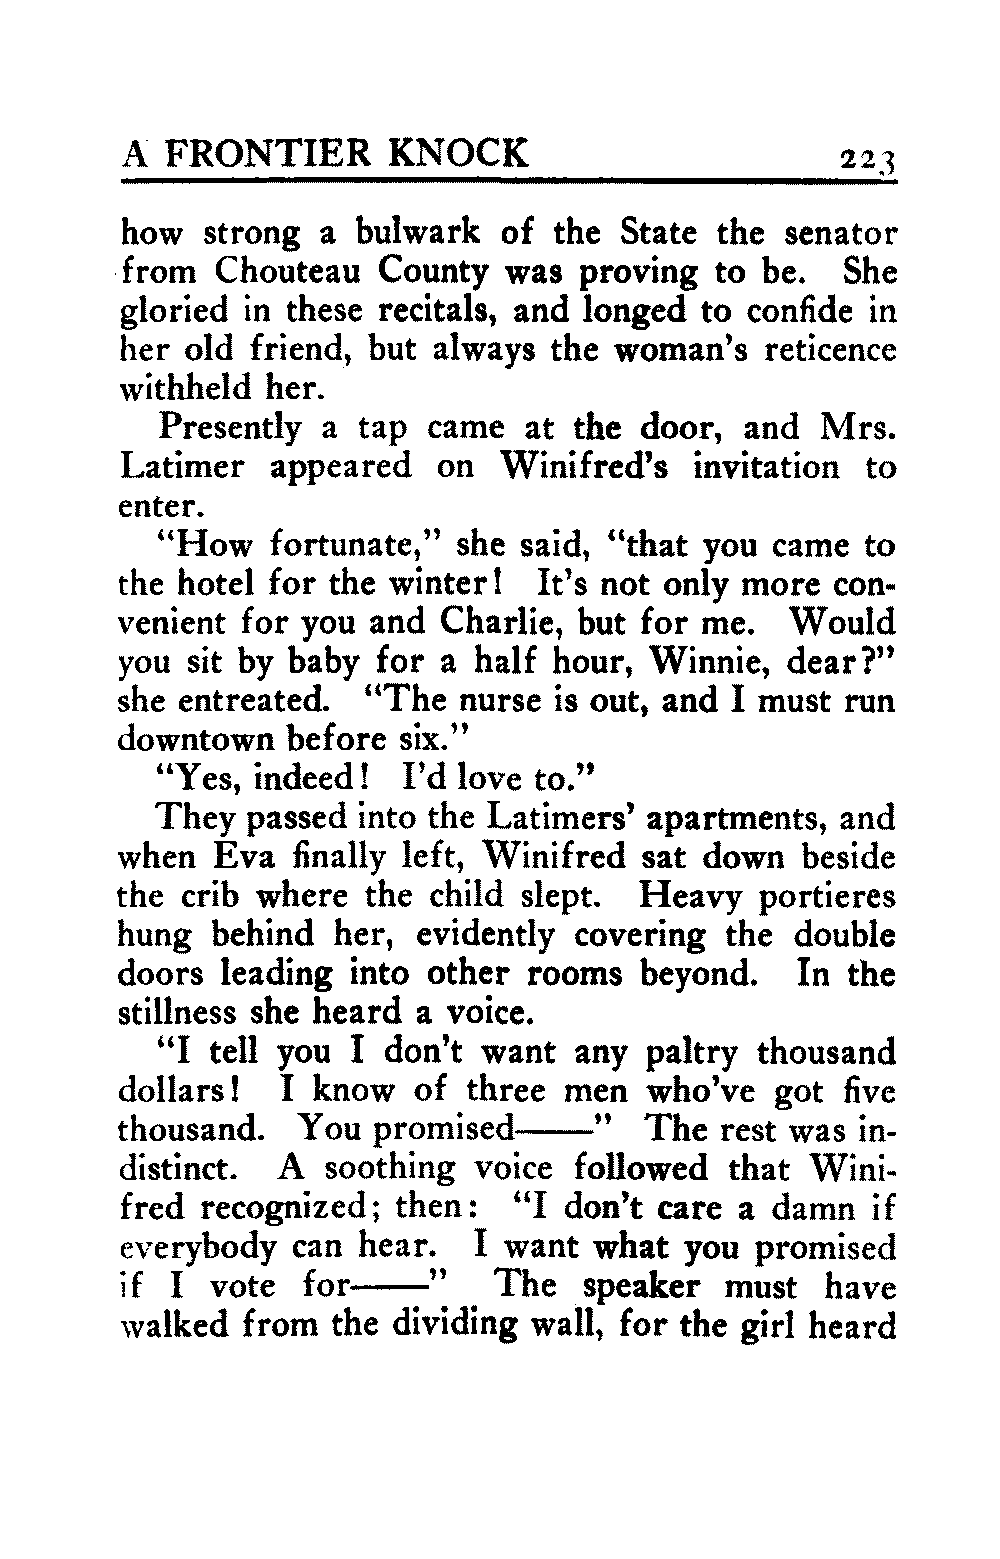 A FRONTIER KNOCK 223
how strong a bulwark of the State the senator
from Chouteau County was proving to be. She
gloried in these recitals, and longed to confide in
her old friend, but always the woman's reticence
withheld her.
Presently a tap came at the door, and Mrs.
Latimer appeared on Winifred's invitation to
enter.
"How fortunate," she said, "that you came to
the hotel for the winter! It's not only more con-
venient for you and Charlie, but for me. Would
you sit by baby for a half hour, Winnie, dear?"
she entreated. "The nurse is out, and I must run
downtown before six."
"Yes, indeed! I'd love to."
They passed into the Latimers' apartments, and
when Eva finally left, Winifred sat down beside
the crib where the child slept. Heavy portieres
hung behind her, evidently covering the double
doors leading into other rooms beyond. In the
stillness she heard a voice.
"I tell you I don't want any paltry thousand
dollars! I know of three men who've got five
thousand. You promised——" The rest was in-
distinct. A soothing voice followed that Wini-
fred recognized; then: "I don't care a damn if
everybody can hear. I want what you promised
if I vote for——" The speaker must have
walked from the dividing wall, for the girl heard